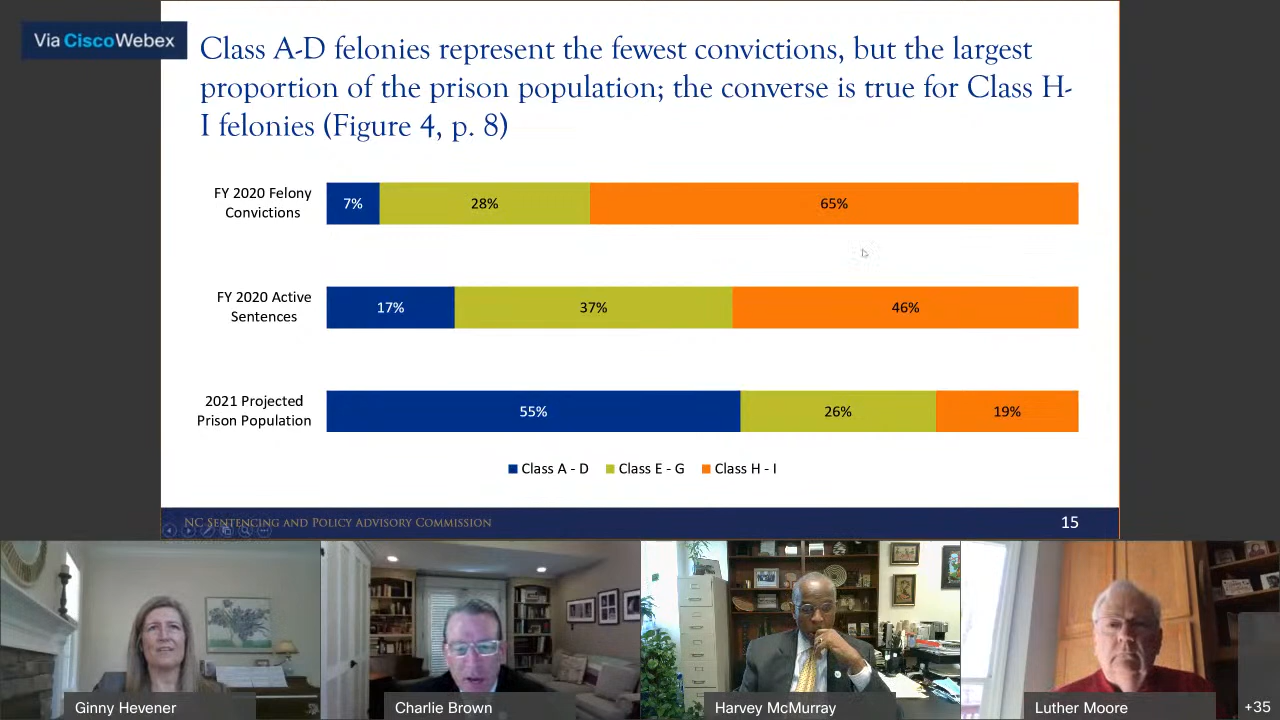 Via CiscoWebex
Class A-D felonies represent the fewest convictions, but the largest
proportion of the prison population; the converse is true for Class H-
I felonies (Figure 4, p. 8)
FY 2020 Felony
Convictions
7%
28%
65%
FY 2020 Active
Sentences
17%
37%
46%
2021 Projected
Prison Population
55%
26%
19%
Class A - D
Class E - G
Class H - I
NC Sentencing and Policy Advisory Commission
15
Ginny Hevener
Charlie Brown
Harvey McMurray
Luther Moore
+35